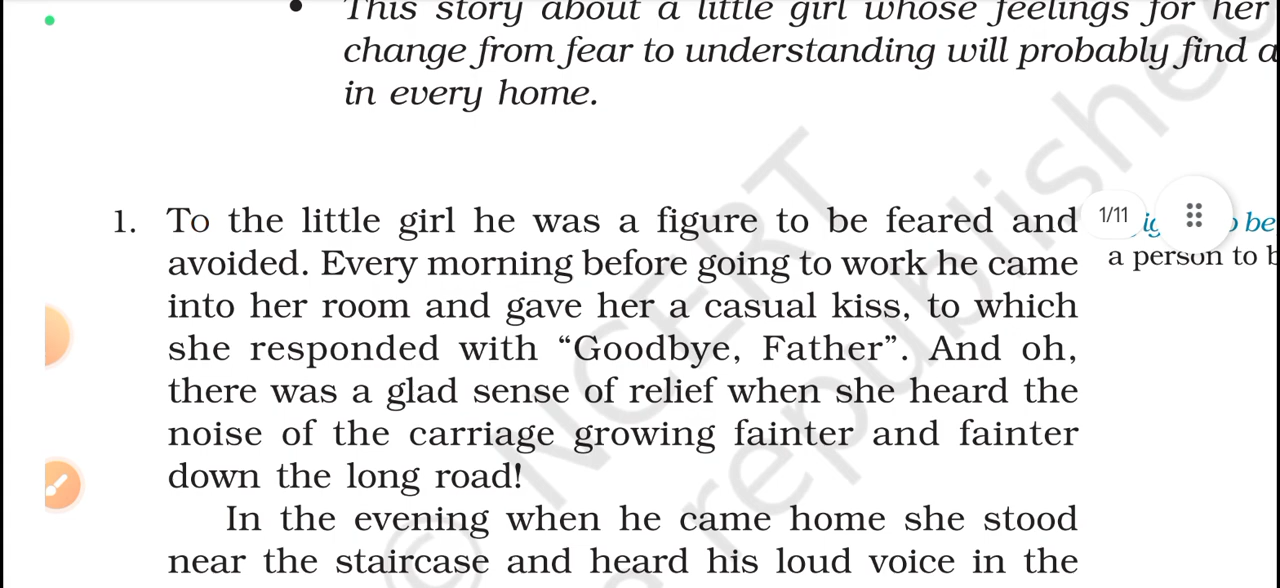 • This story about a little girl whose feelings for her
change from fear to understanding will probably find a
in every home.
1. To the little girl he was a figure to be feared and
avoided. Every morning before going to work he came
into her room and gave her a casual kiss, to which
she responded with “Goodbye, Father”. And oh,
there was a glad sense of relief when she heard the
noise of the carriage growing fainter and fainter
down the long road!
In the evening when he came home she stood
near the staircase and heard his loud voice in the
1/11
be
a person to
© NCERT
republished